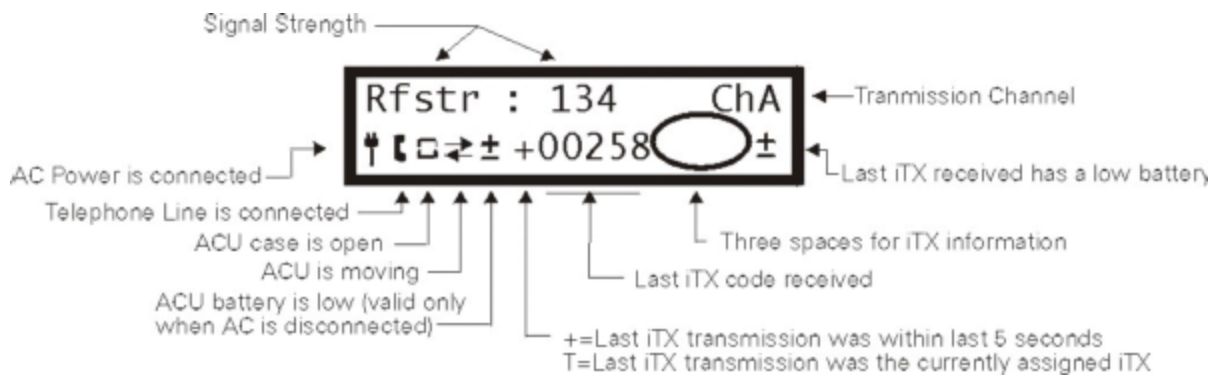 Signal Strength
Rfstr : 134 ChA
Tranmission Channel
± +00258 ±
AC Power is connected
Last iTX received has a low battery
Telephone Line is connected
ACU case is open
Three spaces for iTX information
ACU is moving
Last iTX code received
ACU battery is low (valid only
when AC is disconnected)
+=Last iTX transmission was within last 5 seconds
T=Last iTX transmission was the currently assigned iTX